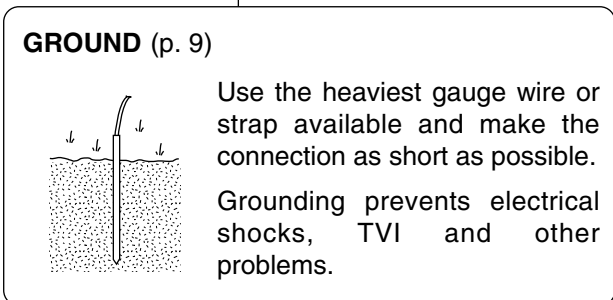 GROUND (p. 9)
Use the heaviest gauge wire or
strap available and make the
connection as short as possible.
Grounding prevents electrical
shocks, TVI and other
problems.